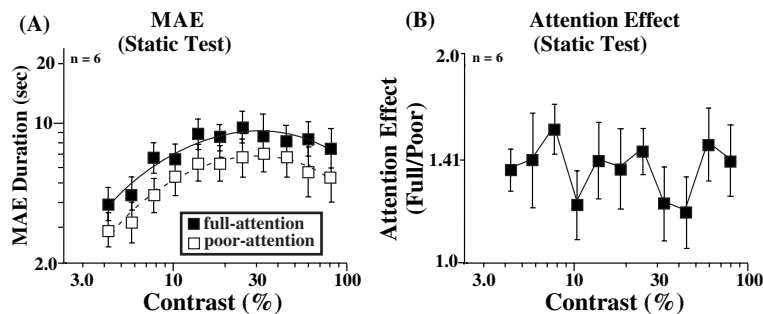 (A)
MAE
(Static Test)
n = 6
MAE Duration (sec)
20
10
2.0
full-attention
poor-attention
3.0
10
30
100
Contrast (%)
(B)
Attention Effect
(Static Test)
n = 6
Attention Effect
(Full/Poor)
2.0
1.41
1.0
3.0
10
30
100
Contrast (%)